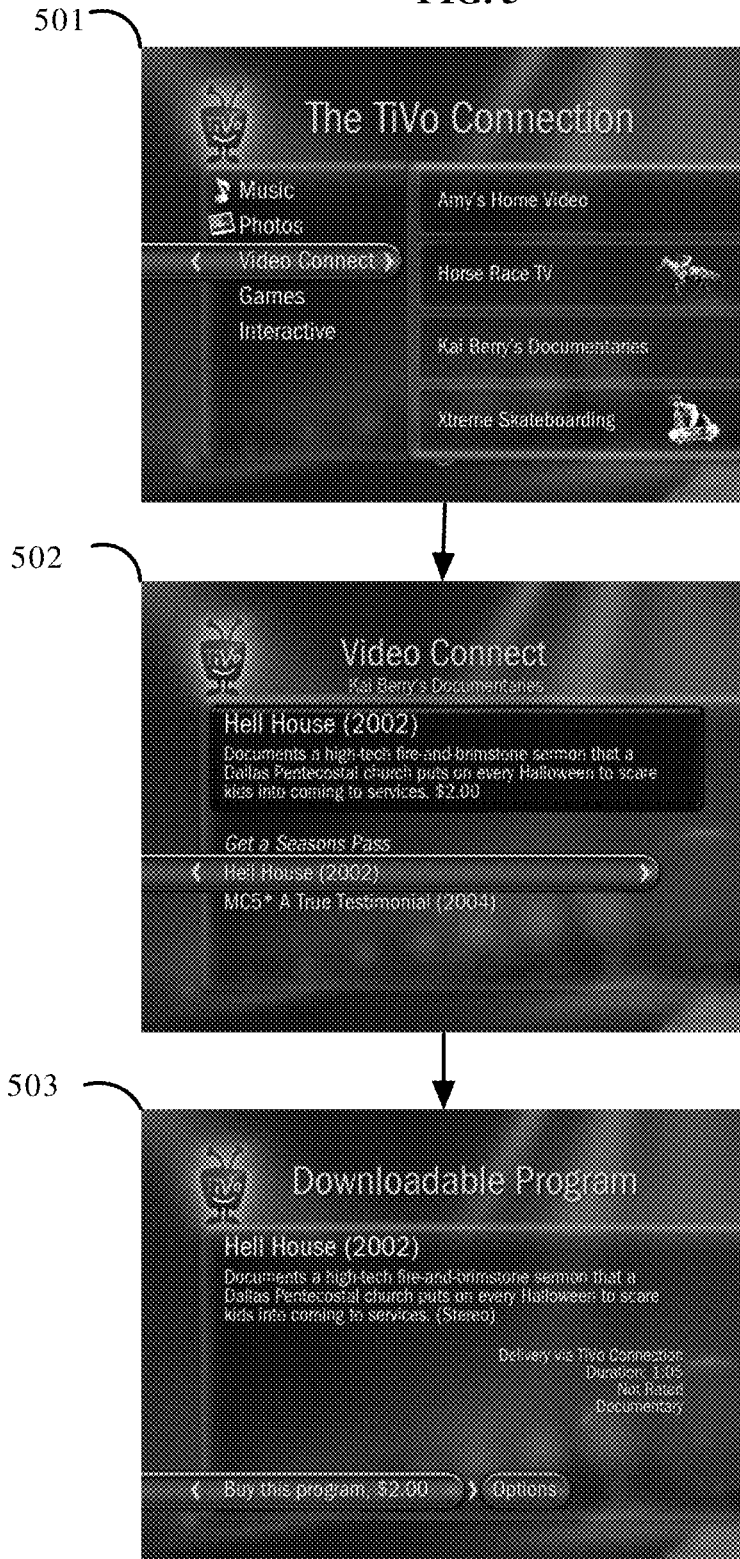 501
The TiVo Connection
Music
Photos
Video Connect
Games
Interactive
Amy's Home Video
Horse Race TV
Kai Berry's Documentaries
Xtreme Skateboarding
502
TiVo
Video Connect
Kai Berry's Documentaries
Hell House (2002)
Documents a high-tech fire-and-brimstone sermon that a
Dallas Pentecostal church puts on every Halloween to scare
kids into coming to services. $2.00
Get a Seasons Pass
Hell House (2002)
MC5* A True Testimonial (2004)
503
TiVo
Downloadable Program
Hell House (2002)
Documents a high-tech fire-and-brimstone sermon that a
Dallas Pentecostal church puts on every Halloween to scare
kids into coming to services. (Stereo)
Delivery via TiVo Connection
Duration: 1:05
Not Rated
Documentary
Buy this program, $2.00
Options